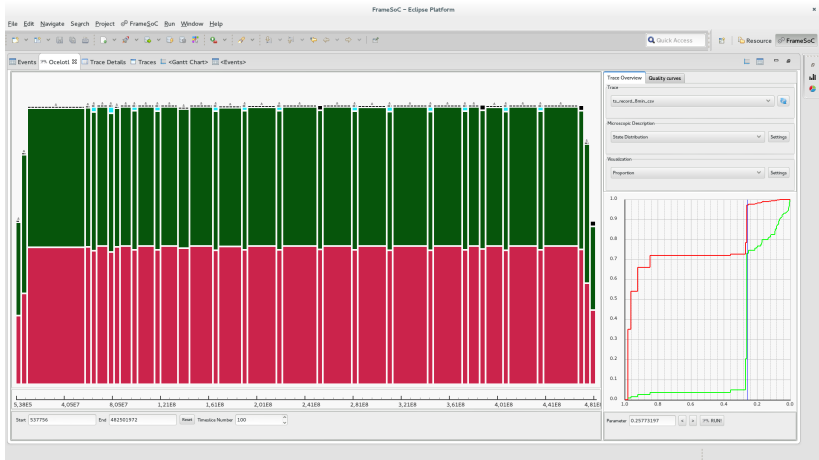 FrameSoC - Eclipse Platform
File Edit Navigate Search Project FrameSoC Run Window Help
Quick Access
Resource
FrameSoC
Events
Ocelotl
Trace Details
Traces
<Gantt Chart>
<Events>
Trace Overview
Quality curves
Trace
ts_record_8min_csv
Microscopic Description
State Distribution
Settings
Visualization
Proportion
Settings
1.0
0.9
0.8
0.7
0.6
0.5
0.4
0.3
0.2
0.1
0.0
1.0 0.8 0.6 0.4 0.2 0.0
5,38E5 4,05E7 8,05E7 1,21E8 1,61E8 2,01E8 2,41E8 2,81E8 3,21E8 3,61E8 4,01E8 4,41E8 4,81E
Start 537756 End 482501972 Reset Timeslice Number 100
Parameter 0.25773197 < > RUN!